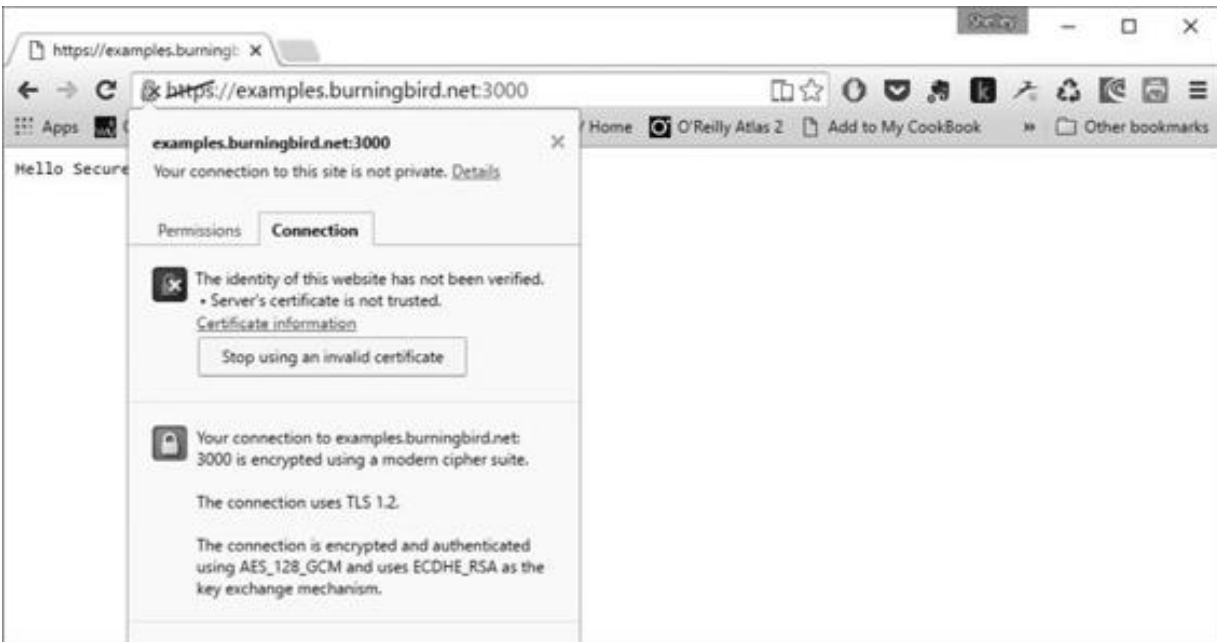 Shelley
https://examples.burningb
https://examples.burningbird.net:3000
Apps
/ Home
O'Reilly Atlas 2
Add to My CookBook
»
Other bookmarks
Hello Secure
examples.burningbird.net:3000
Your connection to this site is not private. Details
Permissions
Connection
The identity of this website has not been verified.
• Server's certificate is not trusted.
Certificate information
Stop using an invalid certificate
Your connection to examples.burningbird.net:
3000 is encrypted using a modern cipher suite.
The connection uses TLS 1.2.
The connection is encrypted and authenticated
using AES_128_GCM and uses ECDHE_RSA as the
key exchange mechanism.